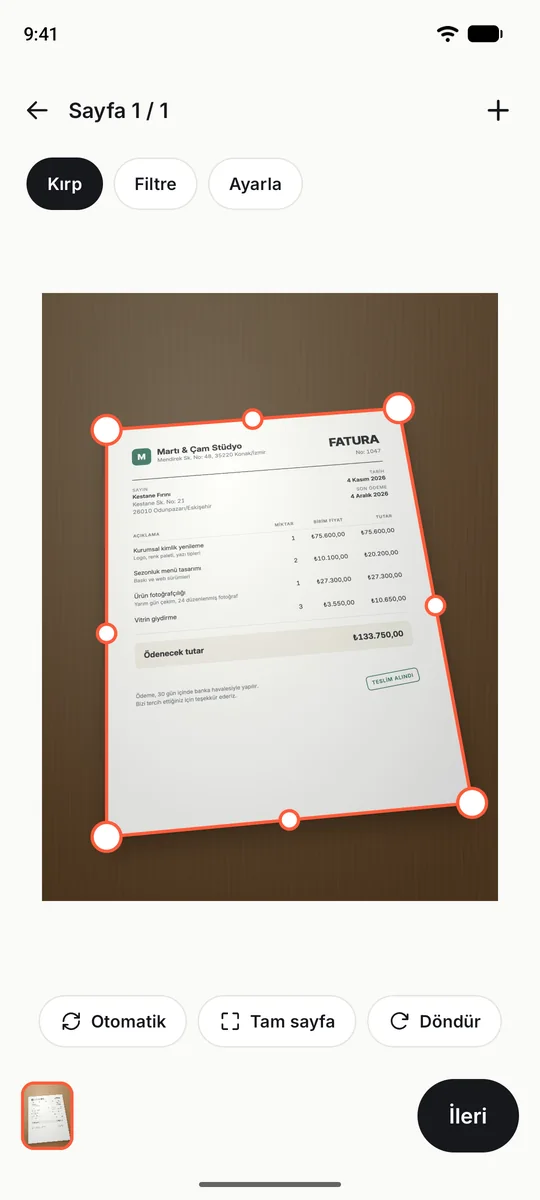 9:41
Sayfa 1 / 1
Kırp
Filtre
Ayarla
M
Martı & Çam Stüdyo
Mendirek Sk. No: 48, 35220 Konak/İzmir
FATURA
No: 1047
SAYIN
Kestane Fırını
Kestane Sk. No: 21
26010 Odunpazarı/Eskişehir
TARİH
4 Kasım 2026
SON ÖDEME
4 Aralık 2026
AÇIKLAMA MİKTAR BİRİM FİYAT TUTAR
Kurumsal kimlik yenileme 1 ₺75.600,00 ₺75.600,00
Logo, renk paleti, yazı tipleri
Sezonluk menü tasarımı 2 ₺10.100,00 ₺20.200,00
Baskı ve web sürümleri
Ürün fotoğrafçılığı 1 ₺27.300,00 ₺27.300,00
Yarım gün çekim, 24 düzenlenmiş fotoğraf
Vitrin giydirme 3 ₺3.550,00 ₺10.650,00
Ödenecek tutar ₺133.750,00
Ödeme, 30 gün içinde banka havalesiyle yapılır.
Bizi tercih ettiğiniz için teşekkür ederiz.
TESLİM ALINDI
Otomatik
Tam sayfa
Döndür
İleri